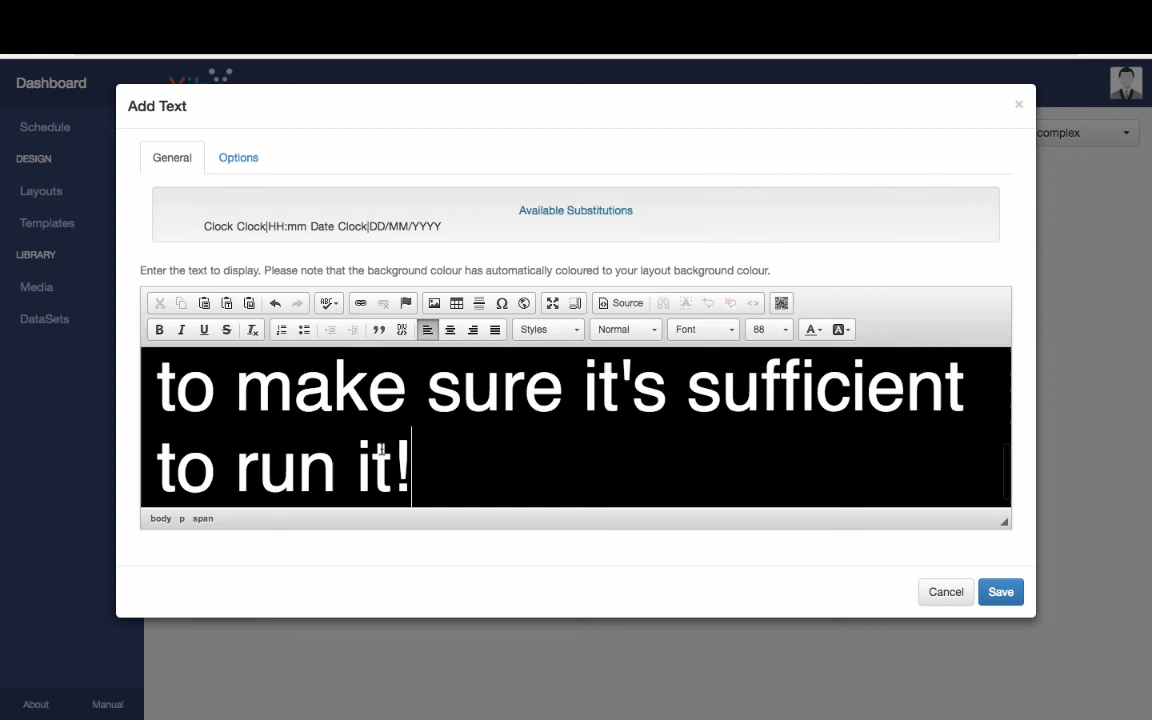 Dashboard
Add Text
×
Schedule
complex
DESIGN
General
Options
Layouts
Available Substitutions
Templates
Clock Clock|HH:mm Date Clock|DD/MM/YYYY
LIBRARY
Enter the text to display. Please note that the background colour has automatically coloured to your layout background colour.
Media
ABC
Source
DataSets
B I U S Tx
DIV
Styles
Normal
Font
88
A
A
to make sure it's sufficient
to run it!
body p span
Cancel
Save
About
Manual